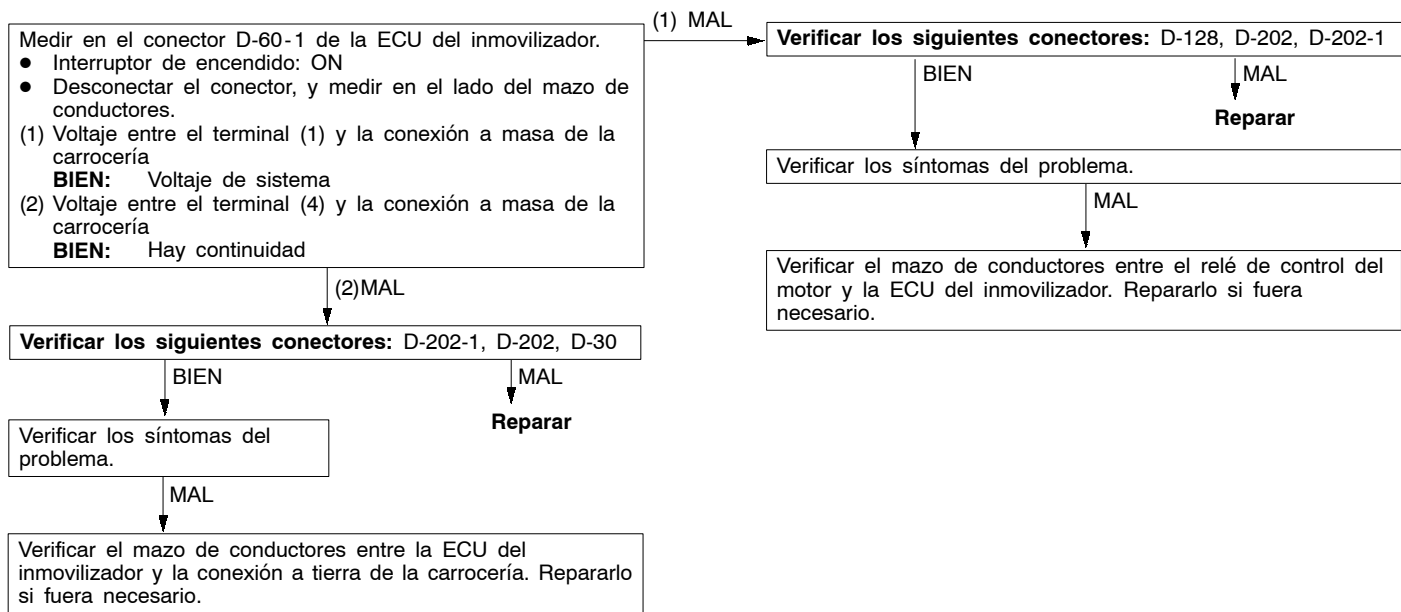 Medir en el conector D-60-1 de la ECU del inmovilizador.
● Interruptor de encendido: ON
● Desconectar el conector, y medir en el lado del mazo de
conductores.
(1) Voltaje entre el terminal (1) y la conexión a masa de la
carrocería
BIEN: Voltaje de sistema
(2) Voltaje entre el terminal (4) y la conexión a masa de la
carrocería
BIEN: Hay continuidad
(1) MAL
Verificar los siguientes conectores: D-128, D-202, D-202-1
BIEN
MAL
Reparar
Verificar los síntomas del problema.
MAL
Verificar el mazo de conductores entre el relé de control del
motor y la ECU del inmovilizador. Repararlo si fuera
necesario.
(2)MAL
Verificar los siguientes conectores: D-202-1, D-202, D-30
BIEN
MAL
Reparar
Verificar los síntomas del
problema.
MAL
Verificar el mazo de conductores entre la ECU del
inmovilizador y la conexión a tierra de la carrocería. Repararlo
si fuera necesario.